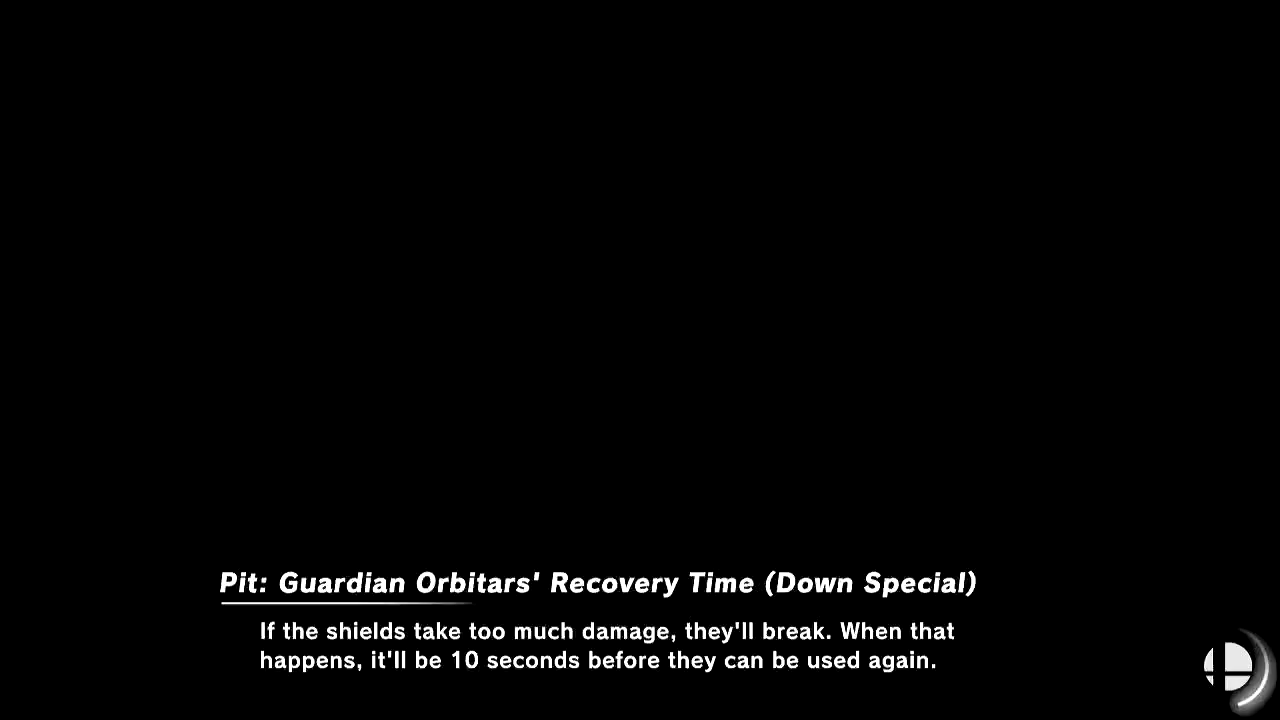 Pit: Guardian Orbitars' Recovery Time (Down Special)
If the shields take too much damage, they'll break. When that
happens, it'll be 10 seconds before they can be used again.